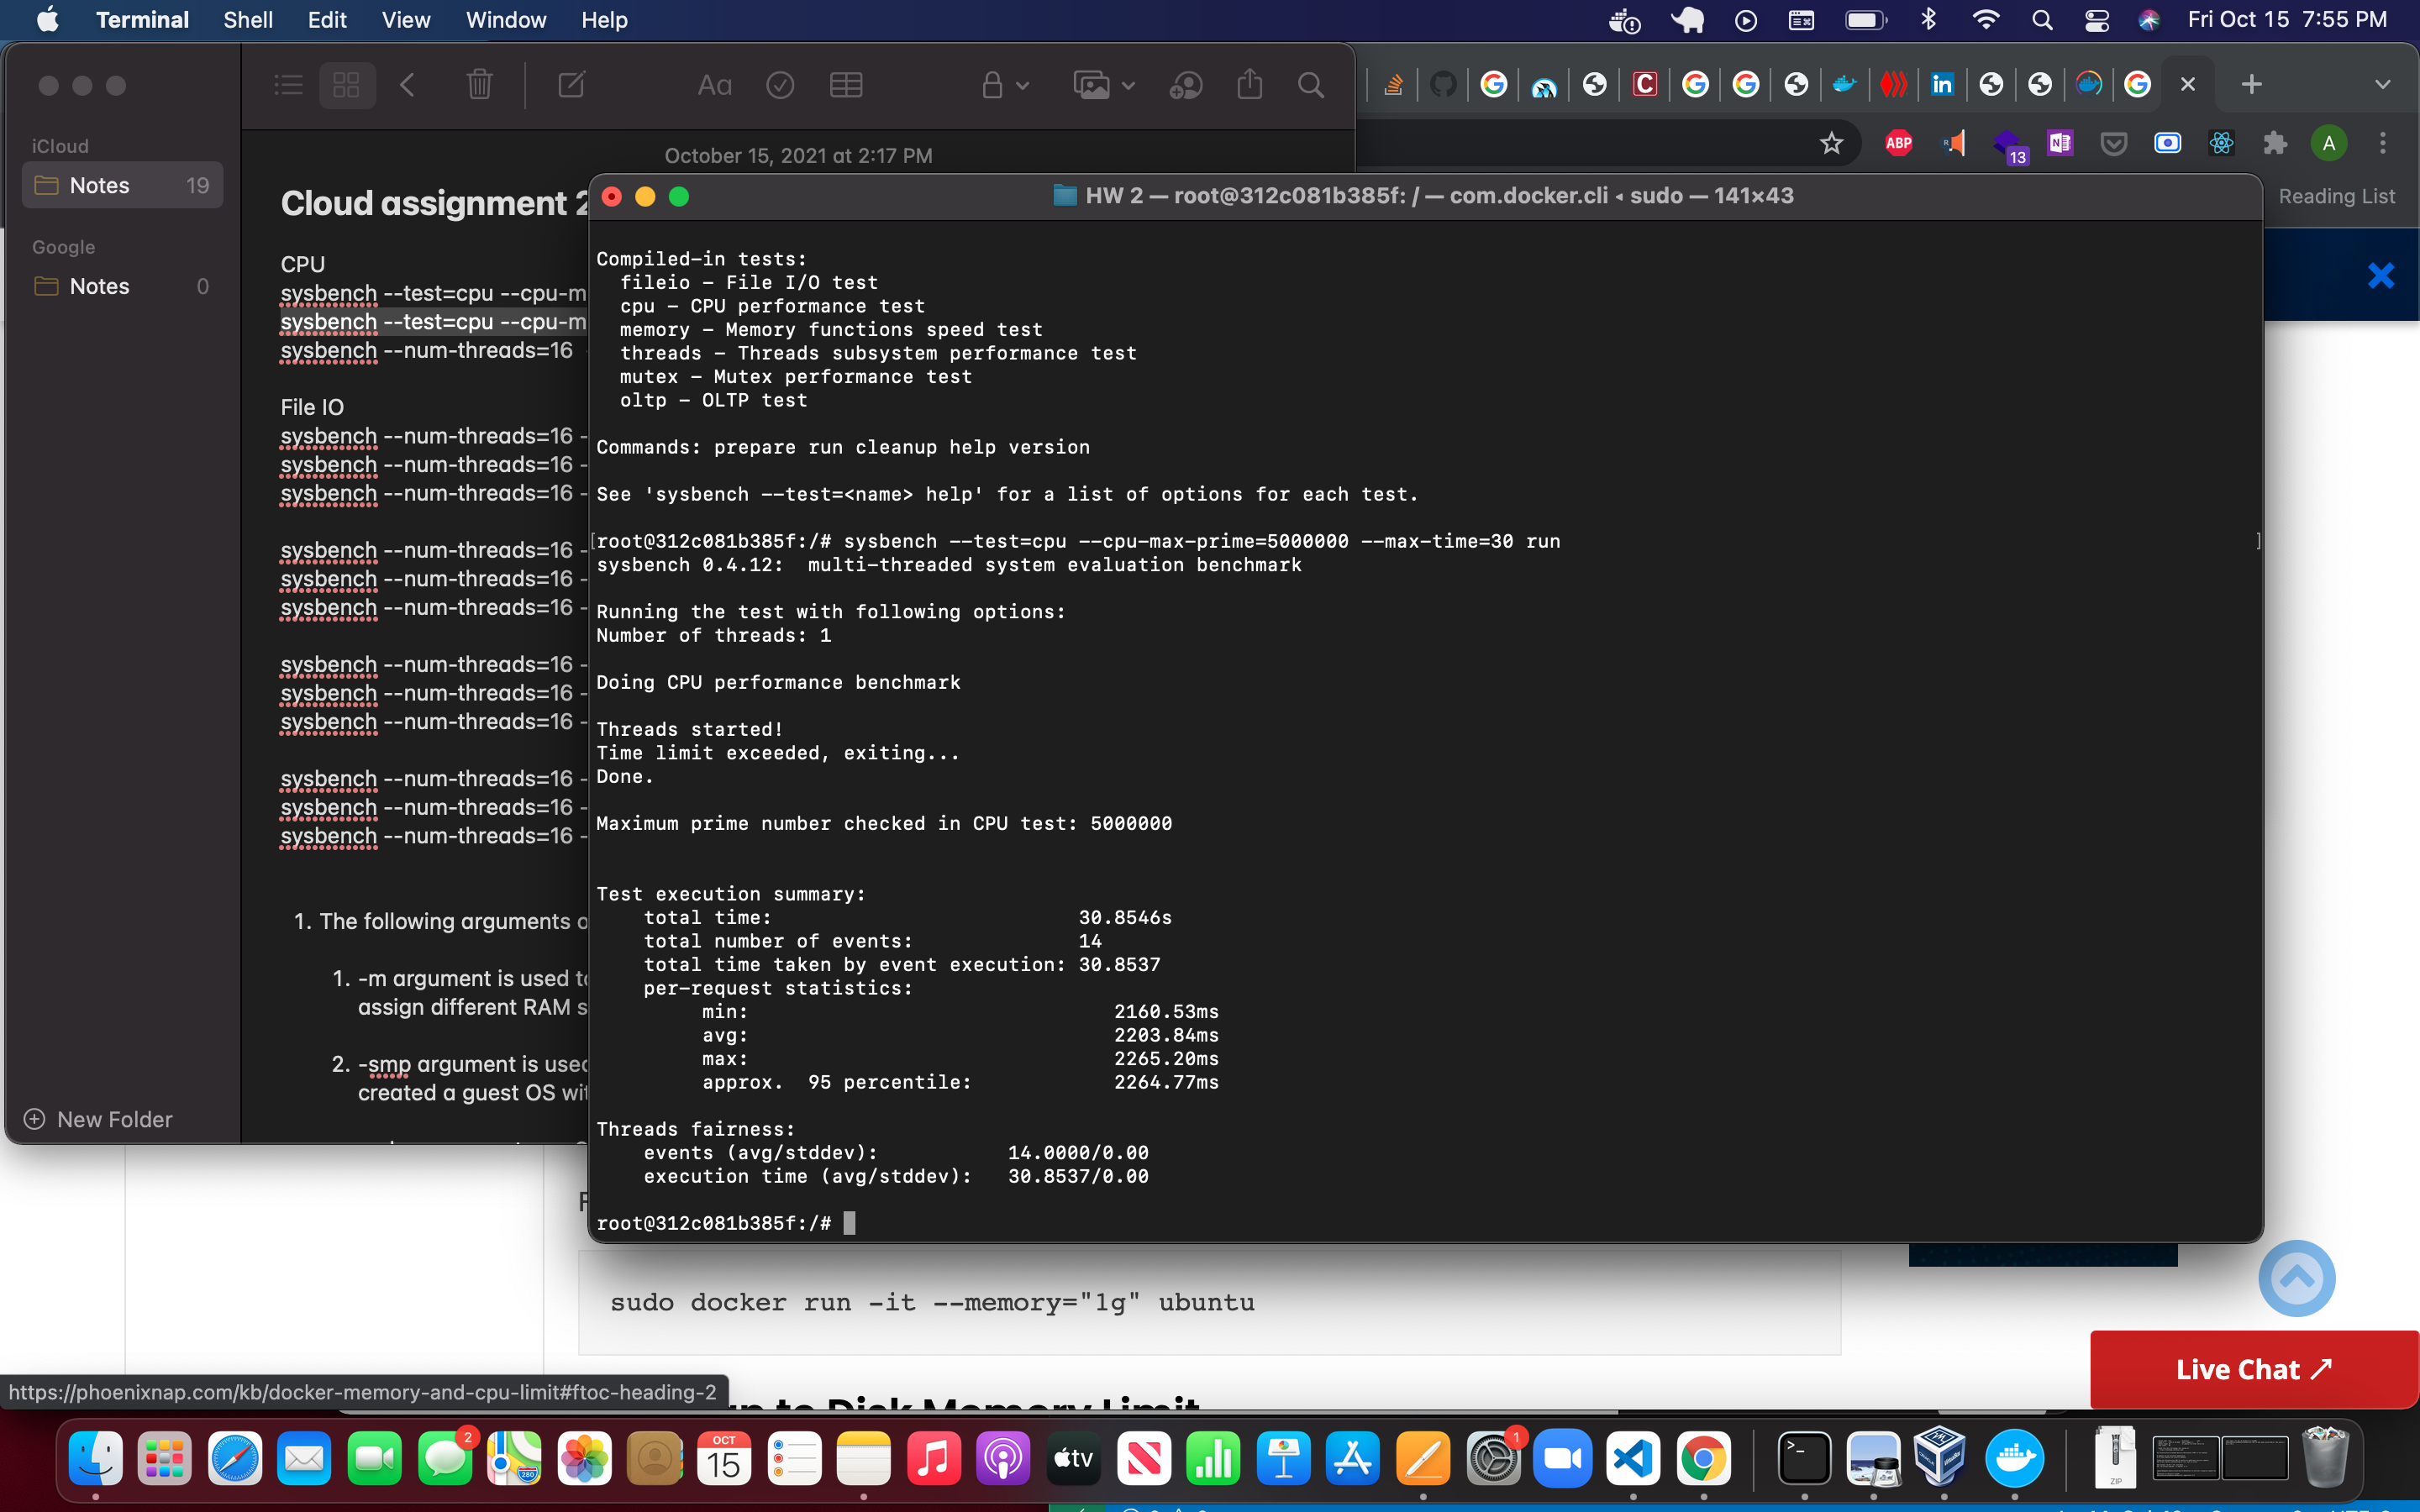 Terminal Shell Edit View Window Help Fri Oct 15 7:55 PM
iCloud
Notes 19
Google
Notes 0
New Folder
Aa
October 15, 2021 at 2:17 PM
Cloud assignment 2
CPU
sysbench --test=cpu --cpu-m
sysbench --test=cpu --cpu-m
sysbench --num-threads=16
File IO
sysbench --num-threads=16 -
sysbench --num-threads=16 -
sysbench --num-threads=16 -
sysbench --num-threads=16 -
sysbench --num-threads=16 -
sysbench --num-threads=16 -
sysbench --num-threads=16 -
sysbench --num-threads=16 -
sysbench --num-threads=16 -
sysbench --num-threads=16 -
sysbench --num-threads=16 -
sysbench --num-threads=16 -
1. The following arguments
1. -m argument is used
assign different RAM
2. -smp argument is used
created a guest OS
ABP
13
A
Reading List
HW 2 — root@312c081b385f: / — com.docker.cli ◂ sudo — 141×43
Compiled-in tests:
fileio - File I/O test
cpu - CPU performance test
memory - Memory functions speed test
threads - Threads subsystem performance test
mutex - Mutex performance test
oltp - OLTP test
Commands: prepare run cleanup help version
See 'sysbench --test=<name> help' for a list of options for each test.
[root@312c081b385f:/# sysbench --test=cpu --cpu-max-prime=5000000 --max-time=30 run ]
sysbench 0.4.12:  multi-threaded system evaluation benchmark
Running the test with following options:
Number of threads: 1
Doing CPU performance benchmark
Threads started!
Time limit exceeded, exiting...
Done.
Maximum prime number checked in CPU test: 5000000
Test execution summary:
total time: 30.8546s
total number of events: 14
total time taken by event execution: 30.8537
per-request statistics:
min: 2160.53ms
avg: 2203.84ms
max: 2265.20ms
approx.  95 percentile: 2264.77ms
Threads fairness:
events (avg/stddev): 14.0000/0.00
execution time (avg/stddev): 30.8537/0.00
root@312c081b385f:/#
sudo docker run -it --memory="1g" ubuntu
to Disk Memory Limit
Live Chat ↗
https://phoenixnap.com/kb/docker-memory-and-cpu-limit#ftoc-heading-2
2
280
OCT
15
tv
1
ZIP